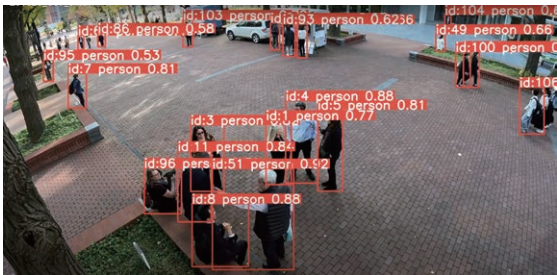 id:103 person
id:93 person 0.6266
id:104 person
id:86 person 0.58
id:49 person 0.66
id:95 person 0.53
id:100 person
id:7 person 0.81
id:106
id:4 person 0.88
id:5 person 0.81
id:3 person
id:1 person 0.77
id:11 person 0.84
id:96 pers
id:51 person 0.92
id:8 person 0.88